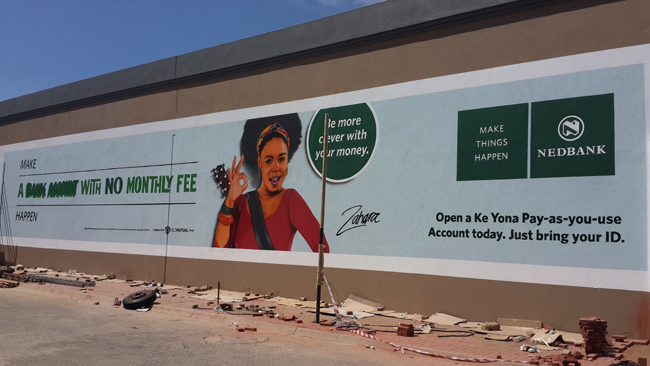 MAKE
A BANK ACCOUNT WITH NO MONTHLY FEE
HAPPEN
Be more
clever with
your money.
Zahara
MAKE
THINGS
HAPPEN
NEDBANK
Open a Ke Yona Pay-as-you-use
Account today. Just bring your ID.